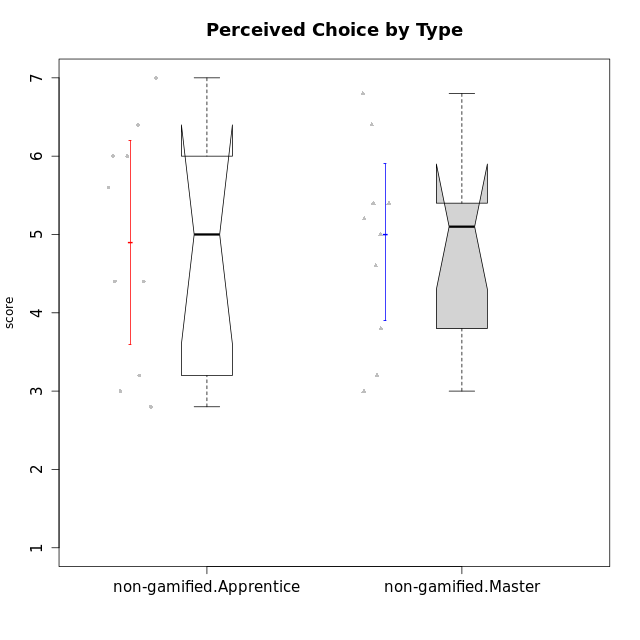 Perceived Choice by Type
7
6
5
4
3
2
1
score
non-gamified.Apprentice
non-gamified.Master